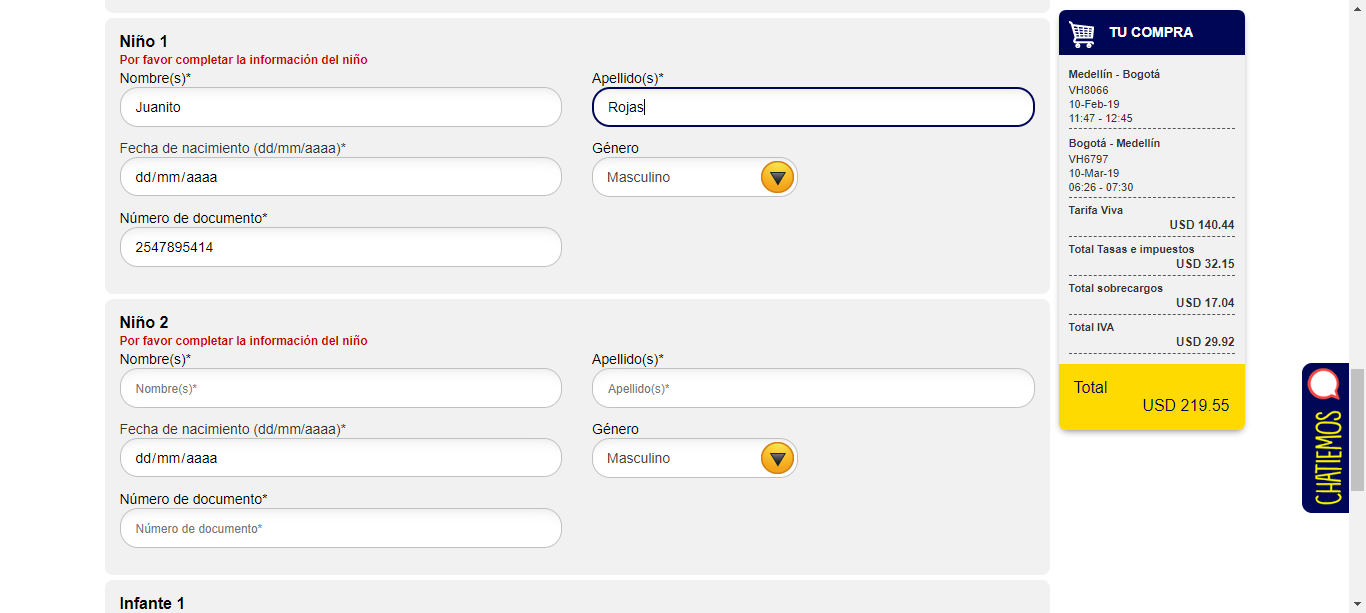 Niño 1
Por favor completar la información del niño
Nombre(s)*
Apellido(s)*
Juanito
Rojas
Fecha de nacimiento (dd/mm/aaaa)*
Género
dd/mm/aaaa
Masculino
Número de documento*
2547895414
Niño 2
Por favor completar la información del niño
Nombre(s)*
Apellido(s)*
Nombre(s)*
Apellido(s)*
Fecha de nacimiento (dd/mm/aaaa)*
Género
dd/mm/aaaa
Masculino
Número de documento*
Número de documento*
Infante 1
TU COMPRA
Medellín - Bogotá
VH8066
10-Feb-19
11:47 - 12:45
Bogotá - Medellín
VH6797
10-Mar-19
06:26 - 07:30
Tarifa Viva
USD 140.44
Total Tasas e impuestos
USD 32.15
Total sobrecargos
USD 17.04
Total IVA
USD 29.92
Total
USD 219.55
CHATIEMOS